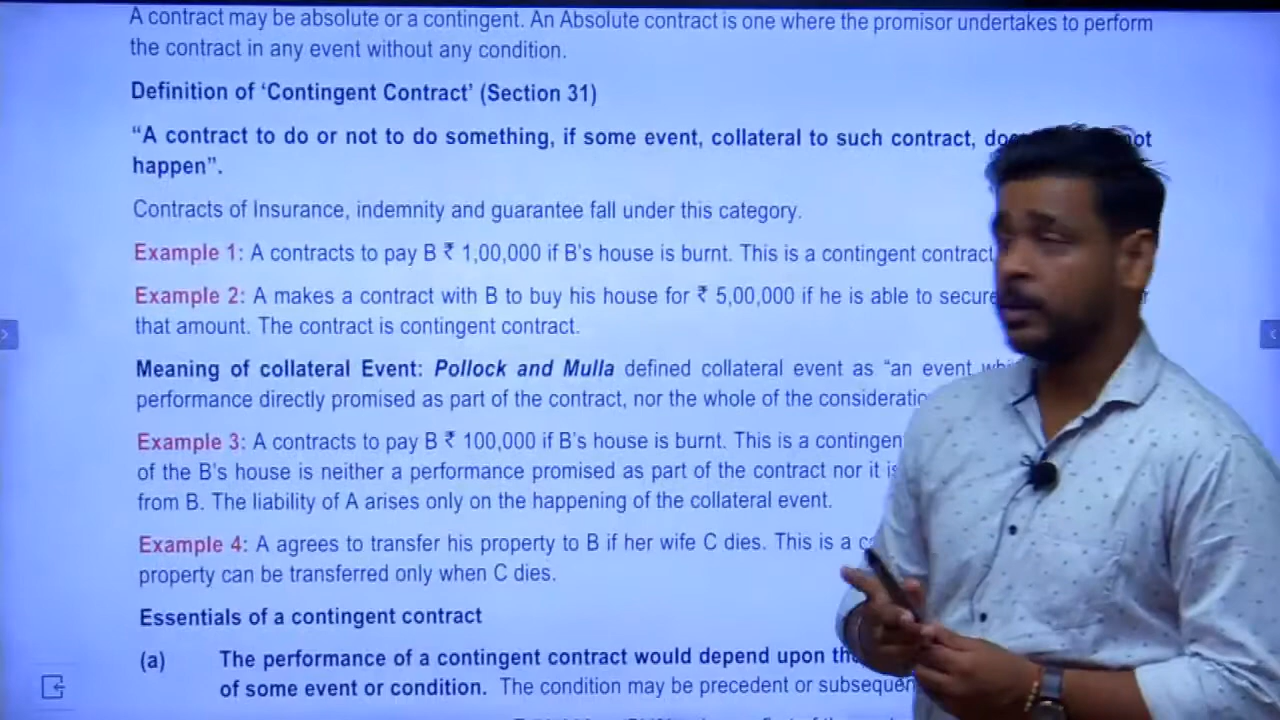 A contract may be absolute or a contingent. An Absolute contract is one where the promisor undertakes to perform
the contract in any event without any condition.
Definition of ‘Contingent Contract’ (Section 31)
“A contract to do or not to do something, if some event, collateral to such contract, not
happen”.
Contracts of Insurance, indemnity and guarantee fall under this category.
Example 1: A contracts to pay B ₹ 1,00,000 if B’s house is burnt. This is a contingent contract
Example 2: A makes a contract with B to buy his house for ₹ 5,00,000 if he is able to secure
that amount. The contract is contingent contract.
Meaning of collateral Event: Pollock and Mulla defined collateral event as “an event
performance directly promised as part of the contract, nor the whole of the
Example 3: A contracts to pay B ₹ 100,000 if B’s house is burnt. This is a
of the B’s house is neither a performance promised as part of the contract nor it is
from B. The liability of A arises only on the happening of the collateral event.
Example 4: A agrees to transfer his property to B if her wife C dies. This is a
property can be transferred only when C dies.
Essentials of a contingent contract
(a) The performance of a contingent contract would depend upon
of some event or condition. The condition may be precedent or